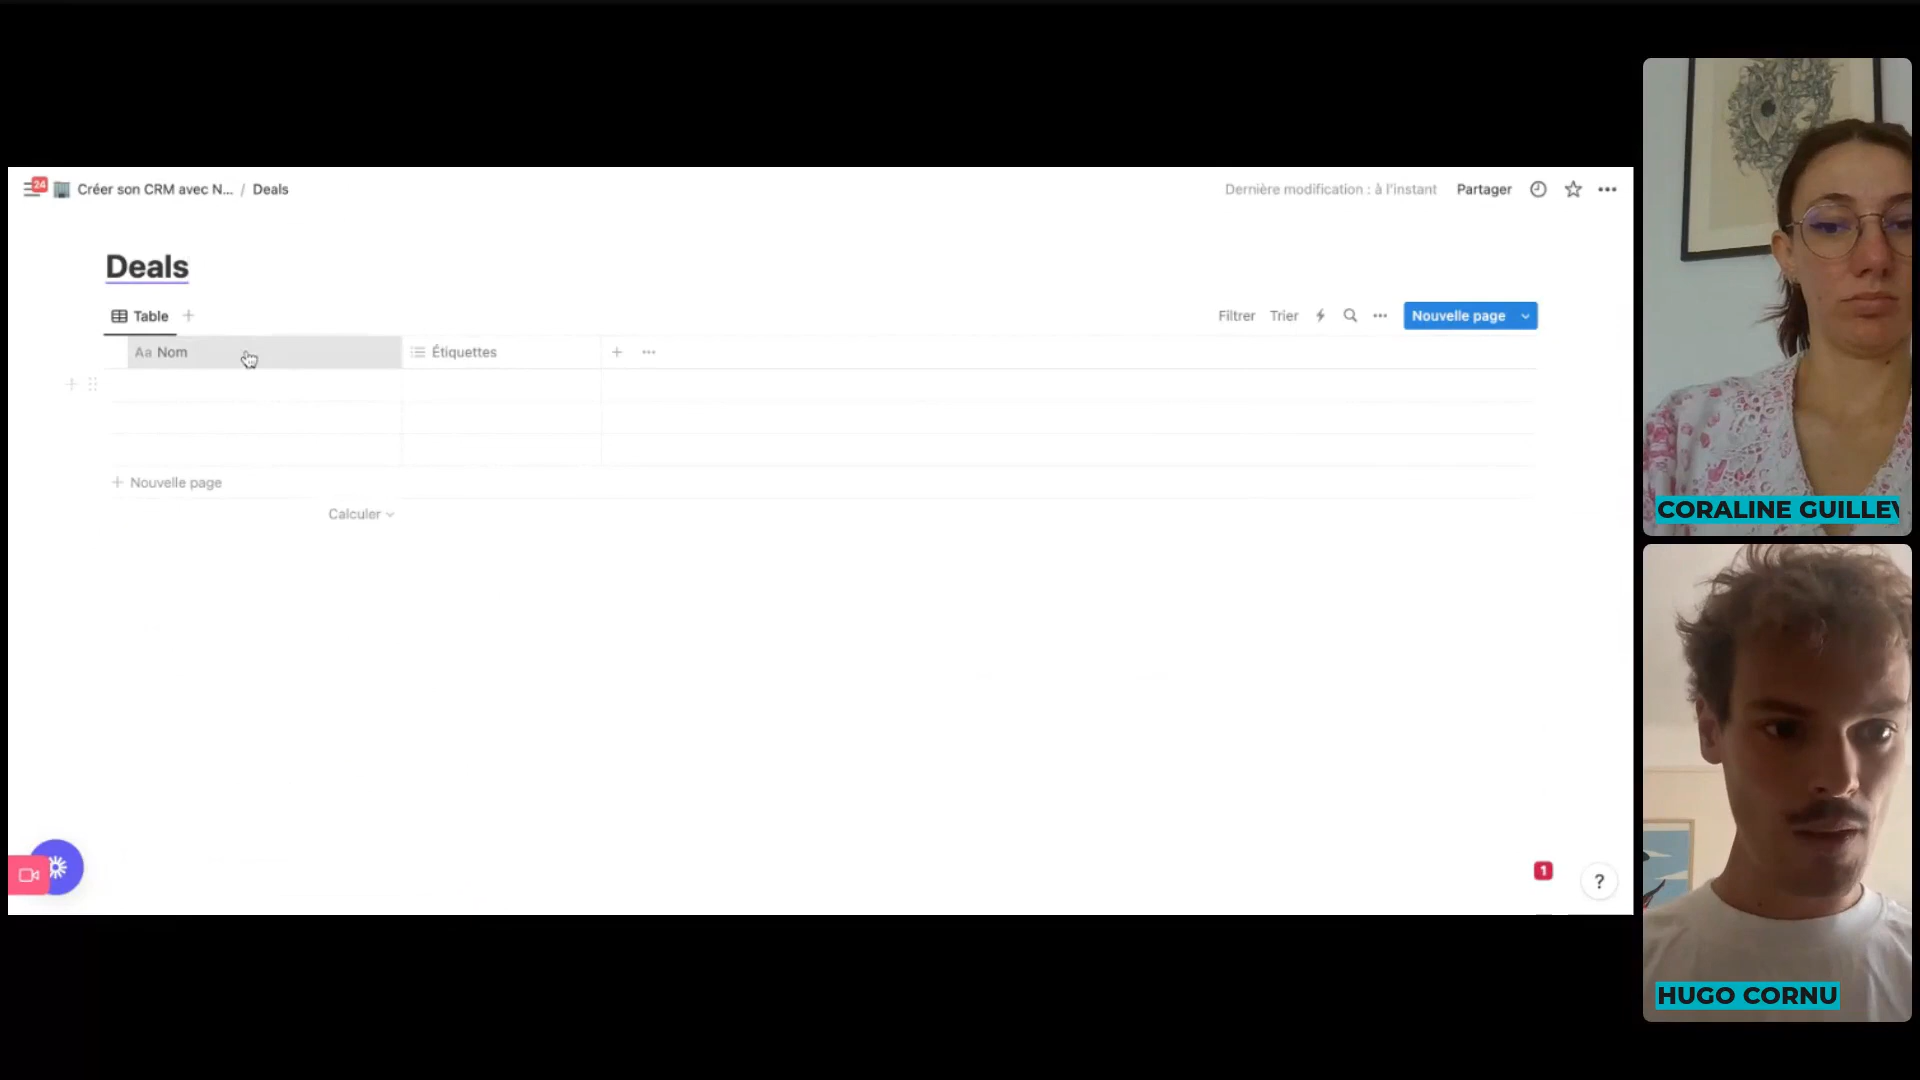 24
Créer son CRM avec N... / Deals
Dernière modification : à l'instant
Partager
Deals
Table
Filtrer
Trier
Nouvelle page
Aa Nom
Étiquettes
Nouvelle page
Calculer
1
?
CORALINE GUILLEV
HUGO CORNU